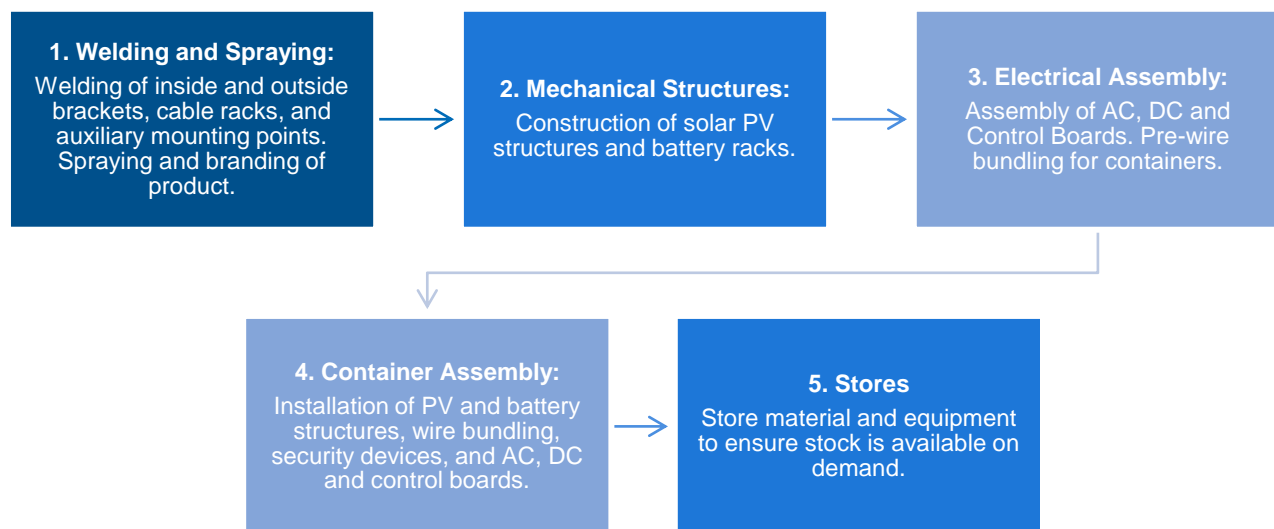 1. Welding and Spraying:
Welding of inside and outside
brackets, cable racks, and
auxiliary mounting points.
Spraying and branding of
product.
2. Mechanical Structures:
Construction of solar PV
structures and battery racks.
3. Electrical Assembly:
Assembly of AC, DC and
Control Boards. Pre-wire
bundling for containers.
4. Container Assembly:
Installation of PV and battery
structures, wire bundling,
security devices, and AC, DC
and control boards.
5. Stores
Store material and equipment
to ensure stock is available on
demand.